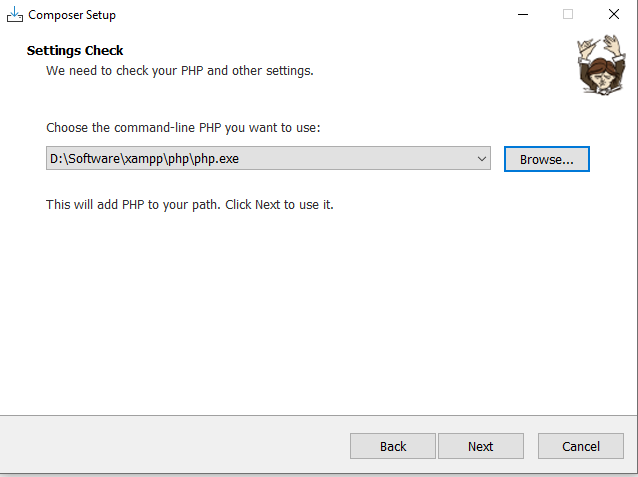 Composer Setup
Settings Check
We need to check your PHP and other settings.
Choose the command-line PHP you want to use:
D:\Software\xampp\php\php.exe
Browse...
This will add PHP to your path. Click Next to use it.
Back
Next
Cancel